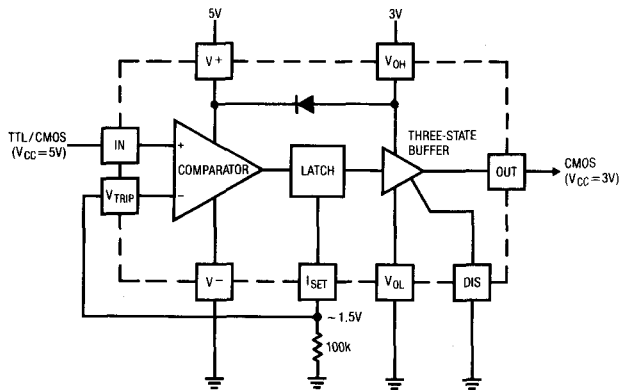 5V
3V
V+
VOH
TTL/CMOS
(VCC=5V)
IN
+
COMPARATOR
LATCH
THREE-STATE
BUFFER
OUT
CMOS
(VCC=3V)
VTRIP
−
V−
ISET
VOL
DIS
~1.5V
100k